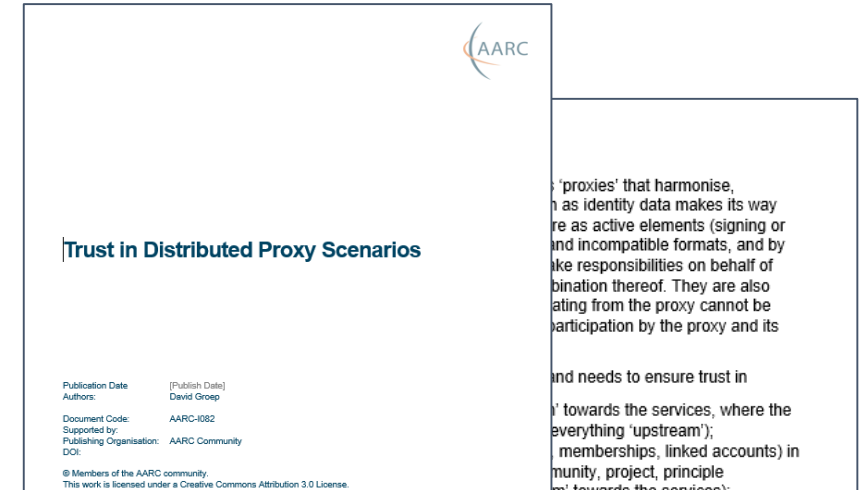 AARC
Trust in Distributed Proxy Scenarios
Publication Date [Publish Date]
Authors: David Groep
Document Code: AARC-I082
Supported by:
Publishing Organisation: AARC Community
DOI:
© Members of the AARC community.
This work is licensed under a Creative Commons Attribution 3.0 License.
‘proxies’ that harmonise,
as identity data makes its way
re as active elements (signing or
and incompatible formats, and by
ake responsibilities on behalf of
bination thereof. They are also
ating from the proxy cannot be
participation by the proxy and its
and needs to ensure trust in
’ towards the services, where the
everything ‘upstream’);
, memberships, linked accounts) in
munity, project, principle
m’ towards the services);